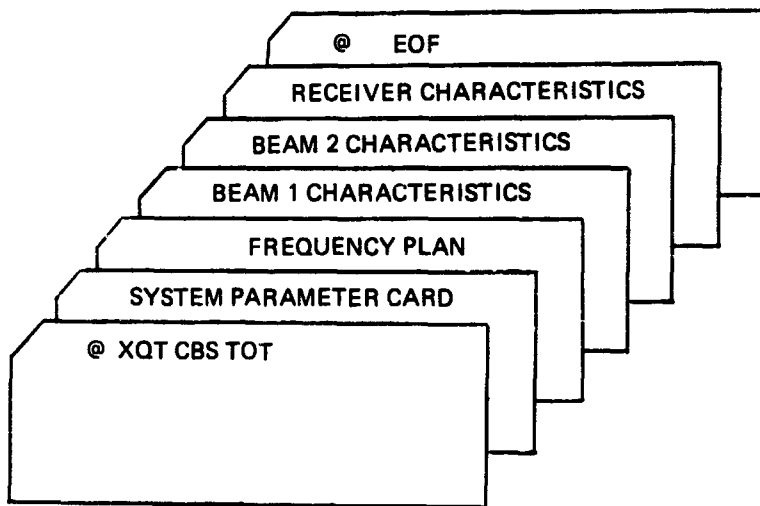 @ EOF
RECEIVER CHARACTERISTICS
BEAM 2 CHARACTERISTICS
BEAM 1 CHARACTERISTICS
FREQUENCY PLAN
SYSTEM PARAMETER CARD
@ XQT CBS TOT